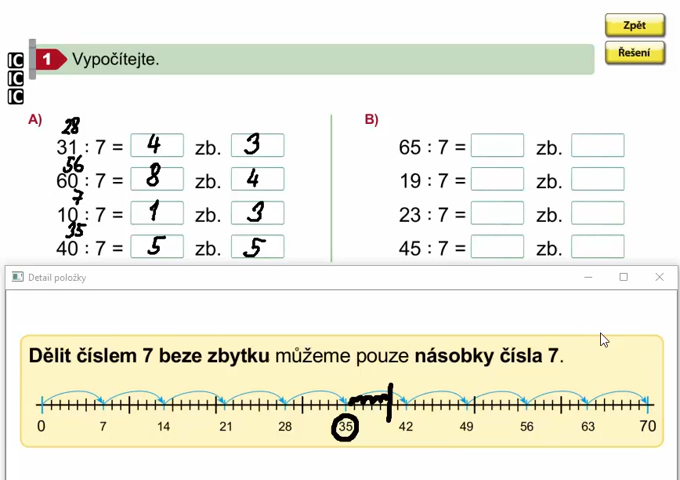 Zpět
Řešení
1 Vypočítejte.
A)
28
31 : 7 = 4 zb. 3
56
60 : 7 = 8 zb. 4
7
10 : 7 = 1 zb. 3
35
40 : 7 = 5 zb. 5
B)
65 : 7 = zb.
19 : 7 = zb.
23 : 7 = zb.
45 : 7 = zb.
Detail položky
Dělit číslem 7 beze zbytku můžeme pouze násobky čísla 7.
0 7 14 21 28 35 42 49 56 63 70